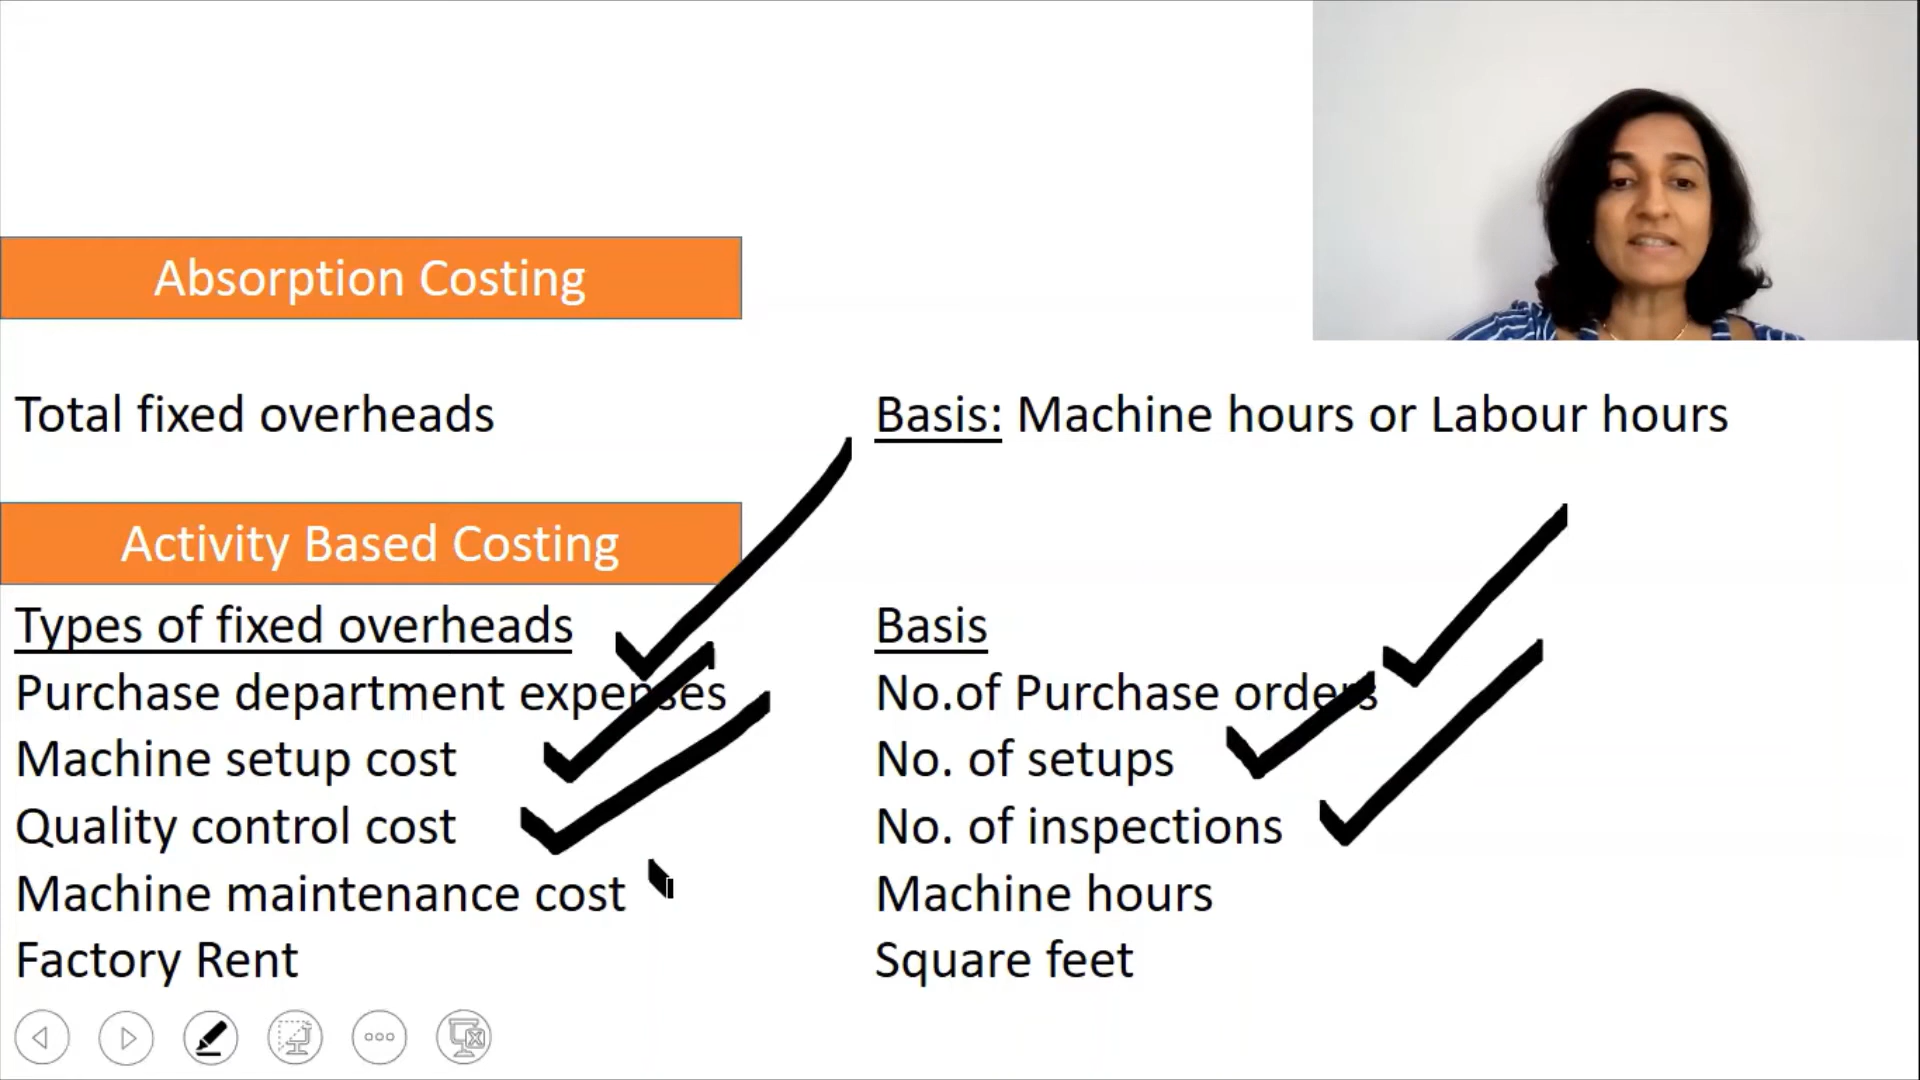 Absorption Costing
Total fixed overheads
Basis: Machine hours or Labour hours
Activity Based Costing
Types of fixed overheads
Basis
Purchase department expenses
No.of Purchase orders
Machine setup cost
No. of setups
Quality control cost
No. of inspections
Machine maintenance cost
Machine hours
Factory Rent
Square feet